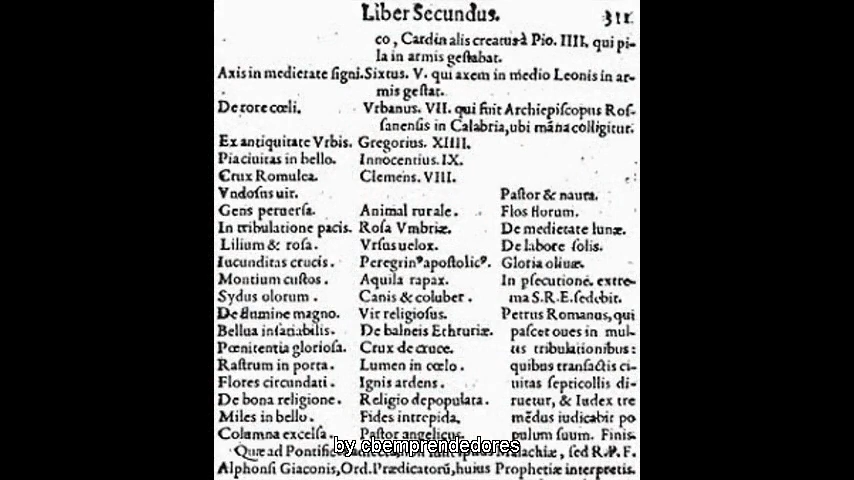 Liber Secundus. 311
co, Cardinalis creatus à Pio. IIII. qui pi-
la in armis gestabat.
Axis in medietate signi. Sixtus. V. qui axem in medio Leonis in ar-
mis gestat.
De rore cœli. Vrbanus. VII. qui fuit Archiepiscopus Ros-
sanensis in Calabria, ubi mãna colligitur.
Ex antiquitate Vrbis. Gregorius. XIIII.
Pia ciuitas in bello. Innocentius. IX.
Crux Romulea. Clemens. VIII.
Vndosus uir. Pastor & nauta.
Gens peruersa. Animal rurale. Flos florum.
In tribulatione pacis. Rosa Vmbriæ. De medietate lunæ.
Lilium & rosa. Vrsus uelox. De labore solis.
Iucunditas crucis. Peregrin⁹ apostolic⁹. Gloria oliuæ.
Montium custos. Aquila rapax. In psecutione. extre-
Sydus olorum. Canis & coluber. ma S.R.E. sedebit.
De flumine magno. Vir religiosus. Petrus Romanus, qui
Bellua insatiabilis. De balneis Ethruriæ. pascet oues in mul-
Pœnitentia gloriosa. Crux de cruce. tis tribulationibus:
Rastrum in porta. Lumen in cœlo. quibus transactis ci-
Flores circundati. Ignis ardens. uitas septicollis di-
De bona religione. Religio depopulata. ruetur, & Iudex tre
Miles in bello. Fides intrepida. mẽdus iudicabit po
Columna excelsa. Pastor angelicus. pulum suum. Finis.
Quæ ad Pontifices Malachiæ, sed R.P.F.
Alphonsi Giaconis, Ord. Prædicatorũ, huius Prophetiæ interpretis.
by cbemprendedores